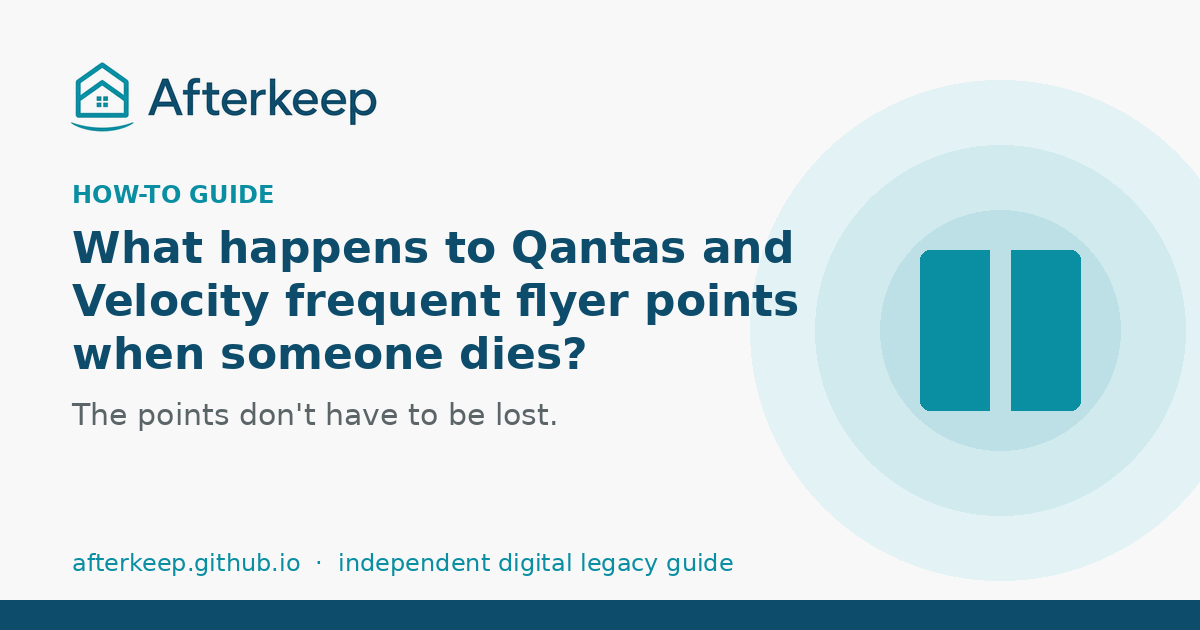 Afterkeep
HOW-TO GUIDE
What happens to Qantas and
Velocity frequent flyer points
when someone dies?
The points don't have to be lost.
afterkeep.github.io · independent digital legacy guide